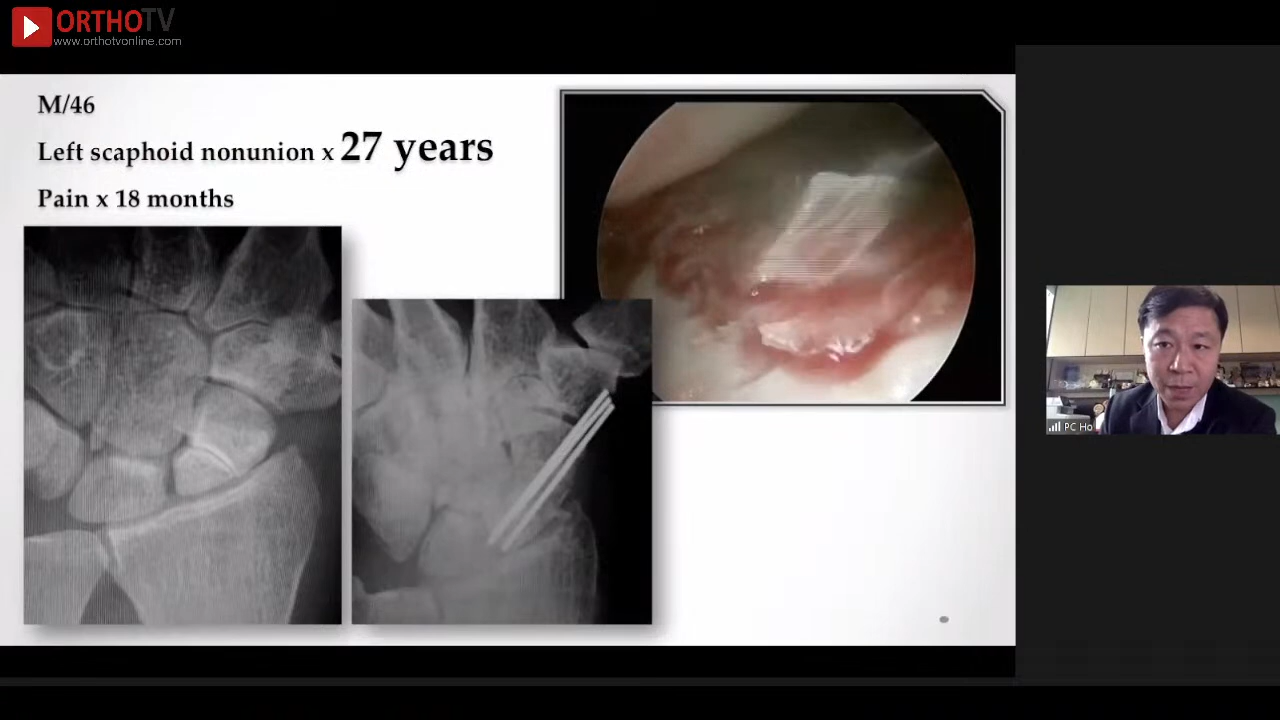 ORTHOTV
www.orthotvonline.com
M/46
Left scaphoid nonunion x 27 years
Pain x 18 months
PC Ho